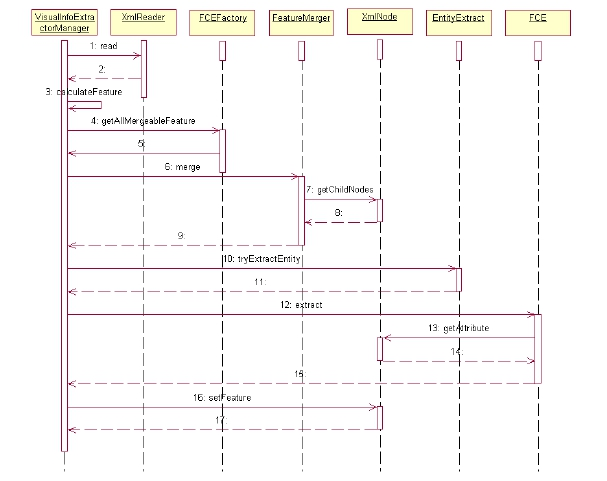 VisualInfoExtra
ctorManager
XmlReader
FCEFactory
FeatureMerger
XmlNode
EntityExtract
FCE
1: read
2:
3: calculateFeature
4: getAllMergeableFeature
5:
6: merge
7: getChildNodes
8:
9:
10: tryExtractEntity
11:
12: extract
13: getAttribute
14:
15:
16: setFeature
17: